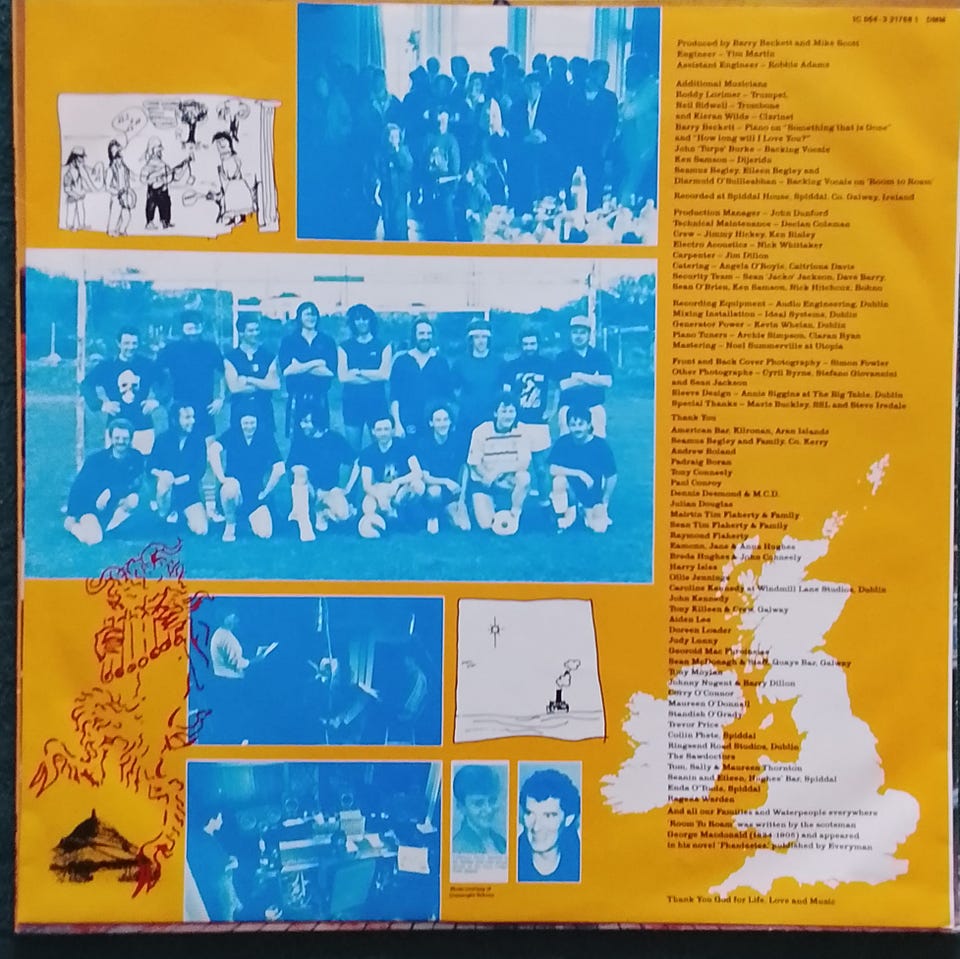 1C 064-3 21768 1 DMM
Produced by Barry Beckett and Mike Scott
Engineer – Tim Martin
Assistant Engineer – Robbie Adams
Additional Musicians
Roddy Lorimer – Trumpet,
Neil Sidwell – Trombone
and Kieran Wilde – Clarinet
Barry Beckett – Piano on "Something that is Gone"
and "How long will I Love You?"
John 'Turps' Burke – Backing Vocals
Ken Samson – Dijerido
Seamus Begley, Eileen Begley and
Diarmuid O'Suilleabhan – Backing Vocals on 'Room to Roam'
Recorded at Spiddal House, Spiddal, Co. Galway, Ireland
Production Manager – John Dunford
Technical Maintenance – Declan Coleman
Crew – Jimmy Hickey, Ken Binley
Electro Acoustics – Nick Whittaker
Carpenter – Jim Dillon
Catering – Angela O'Boyle, Caitriona Davis
Security Team – Sean 'Jacko' Jackson, Dave Barry,
Sean O'Brien, Ken Samson, Nick Hitchcox, Bohno
Recording Equipment – Audio Engineering, Dublin
Mixing Installation – Ideal Systems, Dublin
Generator Power – Kevin Whelan, Dublin
Piano Tuners – Archie Simpson, Ciaran Ryan
Mastering – Noel Summerville at Utopia
Front and Back Cover Photography – Simon Fowler
Other Photographs – Cyril Byrne, Stefano Giovannini
and Sean Jackson
Sleeve Design – Annie Siggins at The Big Table, Dublin
Special Thanks – Marie Buckley, SSL and Steve Iredale
Thank You
American Bar, Kilronan, Aran Islands
Seamus Begley and Family, Co. Kerry
Andrew Boland
Padraig Boran
Tony Conneely
Paul Conroy
Dennis Desmond & M.C.D.
Julian Douglas
Mairtin Tim Flaherty & Family
Sean Tim Flaherty & Family
Raymond Flaherty
Eamonn, Jane & Anna Hughes
Breda Hughes & John Conneely
Harry Isles
Ollie Jennings
Caroline Kennedy at Windmill Lane Studios, Dublin
John Kennedy
Tony Killeen & Crew, Galway
Aiden Lee
Doreen Loader
Judy Lunny
Gearoid Mac
Sean McDonagh & Staff, Quays Bar, Galway
Tony Moylan
Johnny Nugent & Barry Dillon
Gerry O'Connor
Maureen O'Donnell
Standish O'Grady
Trevor Price
Collin Phete, Spiddal
Ringsend Road Studios, Dublin
The Sawdoctors
Tom, Sally & Maureen Thornton
Seanin and Eileen, Hughes' Bar, Spiddal
Enda O'Toole, Spiddal
Ragena Warden
And all our Families and Waterpeople everywhere
'Room To Roam' was written by the scotsman
George Macdonald (1824-1905) and appeared
in his novel 'Phantastes' published by Everyman
Thank You God for Life, Love and Music